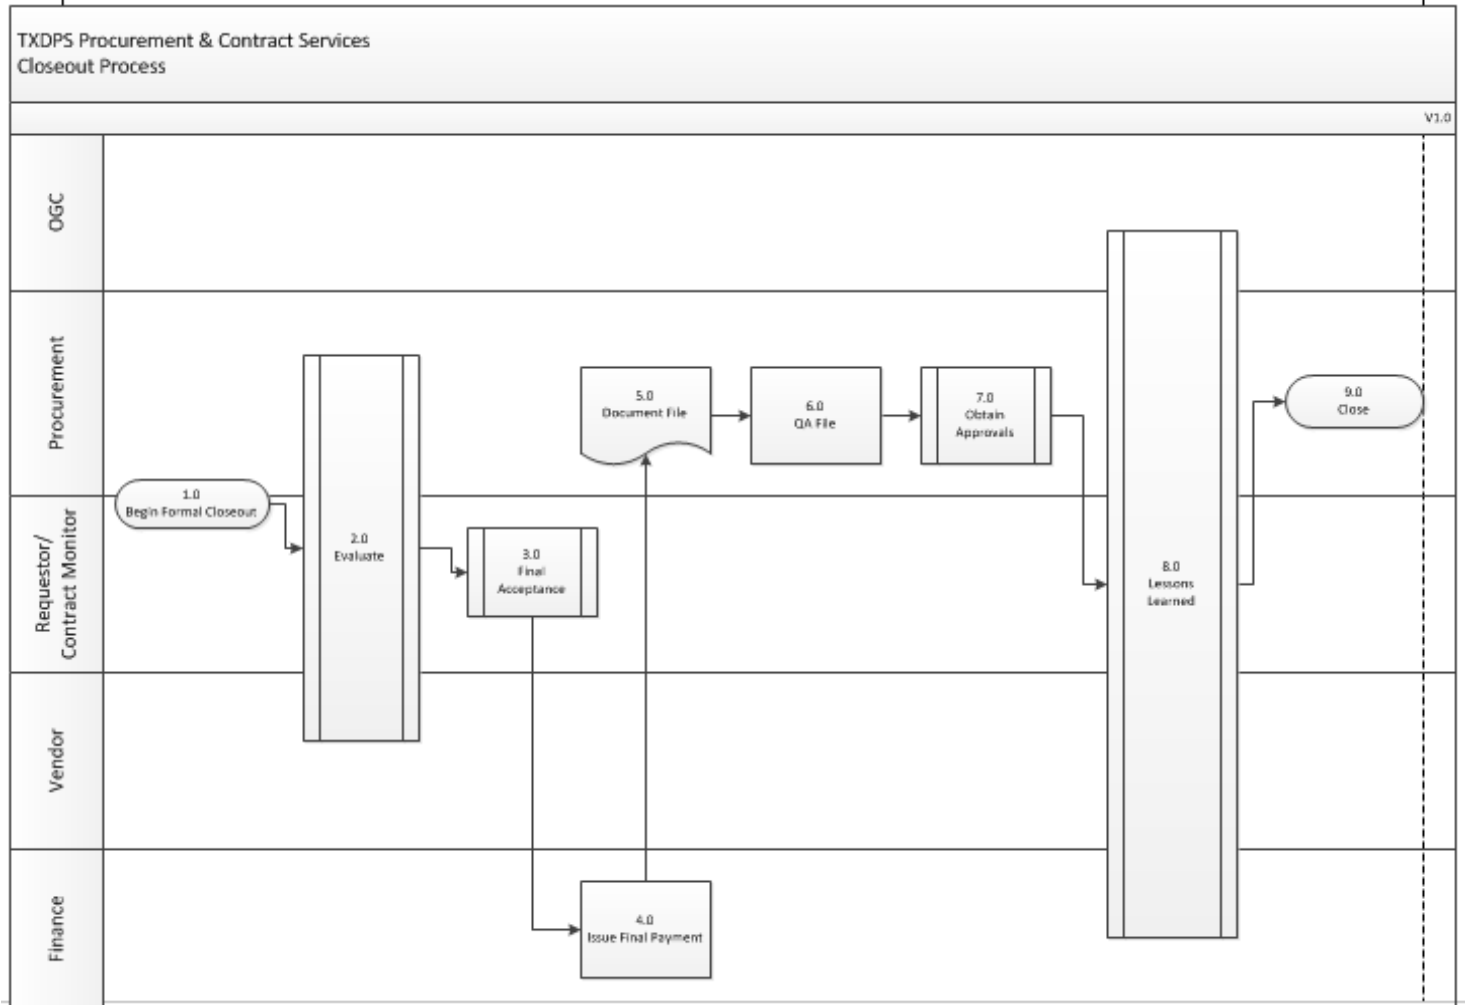 TXDPS Procurement & Contract Services
Closeout Process
V1.0
OGC
Procurement
Requestor/
Contract Monitor
Vendor
Finance
1.0
Begin Formal Closeout
2.0
Evaluate
3.0
Final
Acceptance
4.0
Issue Final Payment
5.0
Document File
6.0
QA File
7.0
Obtain
Approvals
8.0
Lessons
Learned
9.0
Close